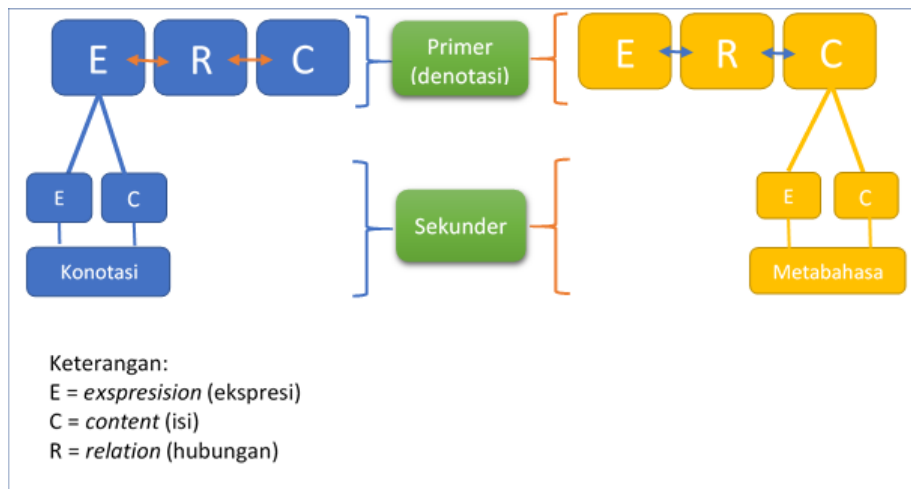 E R C
Primer
(denotasi)
E R C
E C
Konotasi
Sekunder
E C
Metabahasa
Keterangan:
E = exspresision (ekspresi)
C = content (isi)
R = relation (hubungan)